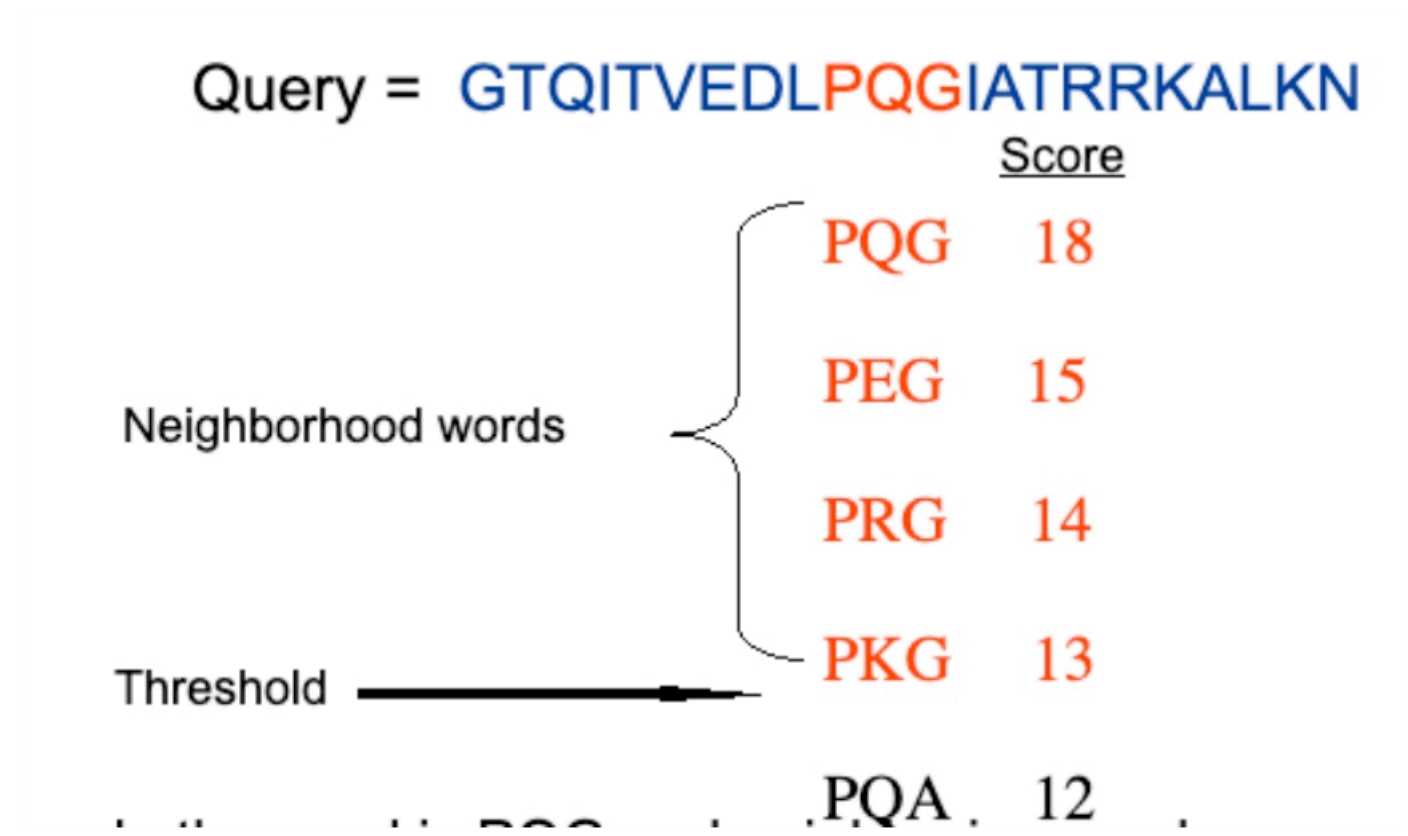 Query = GTQITVEDLPQGIATRRKALKN
Score
PQG 18
PEG 15
Neighborhood words
PRG 14
PKG 13
Threshold
PQA 12